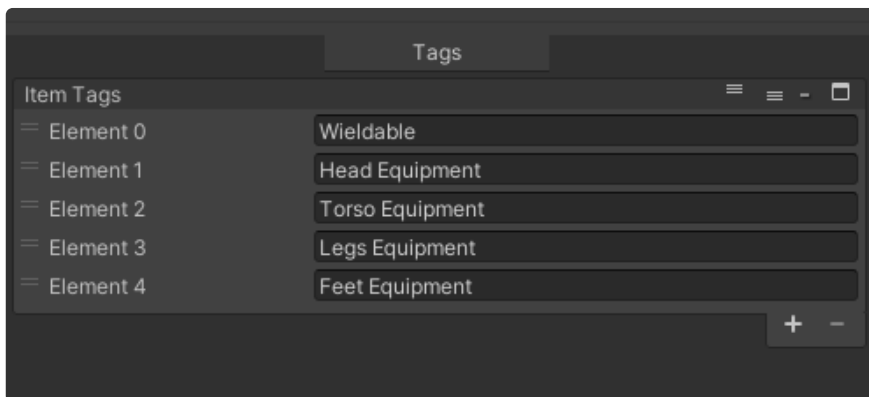 Tags
Item Tags
Element 0 Wieldable
Element 1 Head Equipment
Element 2 Torso Equipment
Element 3 Legs Equipment
Element 4 Feet Equipment